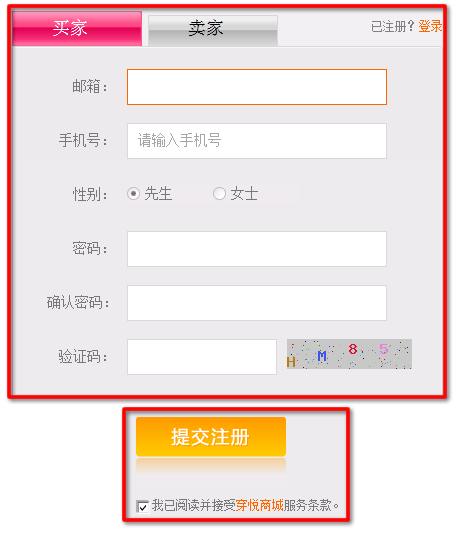 买家 卖家 已注册？登录
邮箱：
手机号： 请输入手机号
性别： 先生 女士
密码：
确认密码：
验证码： H M 8 5
提交注册
我已阅读并接受穿悦商城服务条款。